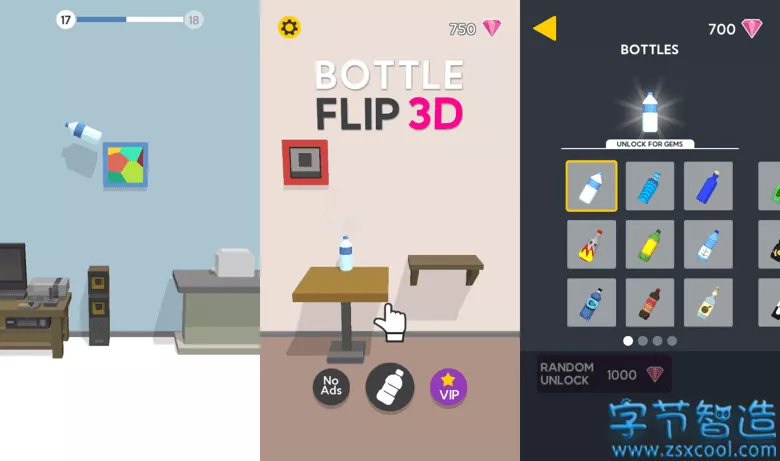 17
18
750
BOTTLE
FLIP 3D
No
Ads
VIP
700
BOTTLES
UNLOCK FOR GEMS
RANDOM
UNLOCK
1000
字节智造
www.zsxcool.com